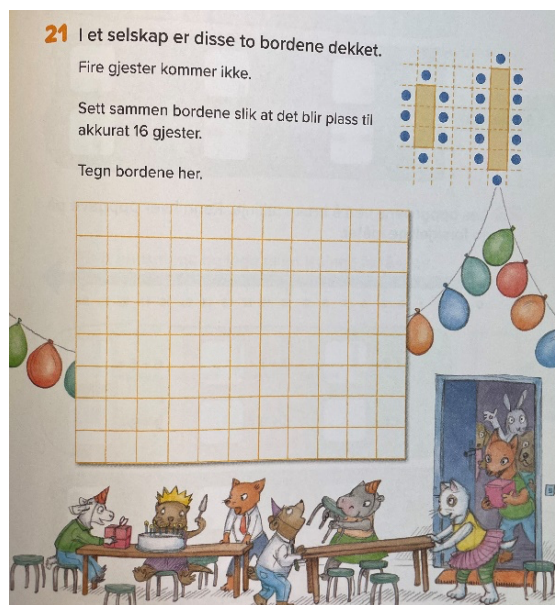 21 I et selskap er disse to bordene dekket.
Fire gjester kommer ikke.
Sett sammen bordene slik at det blir plass til
akkurat 16 gjester.
Tegn bordene her.